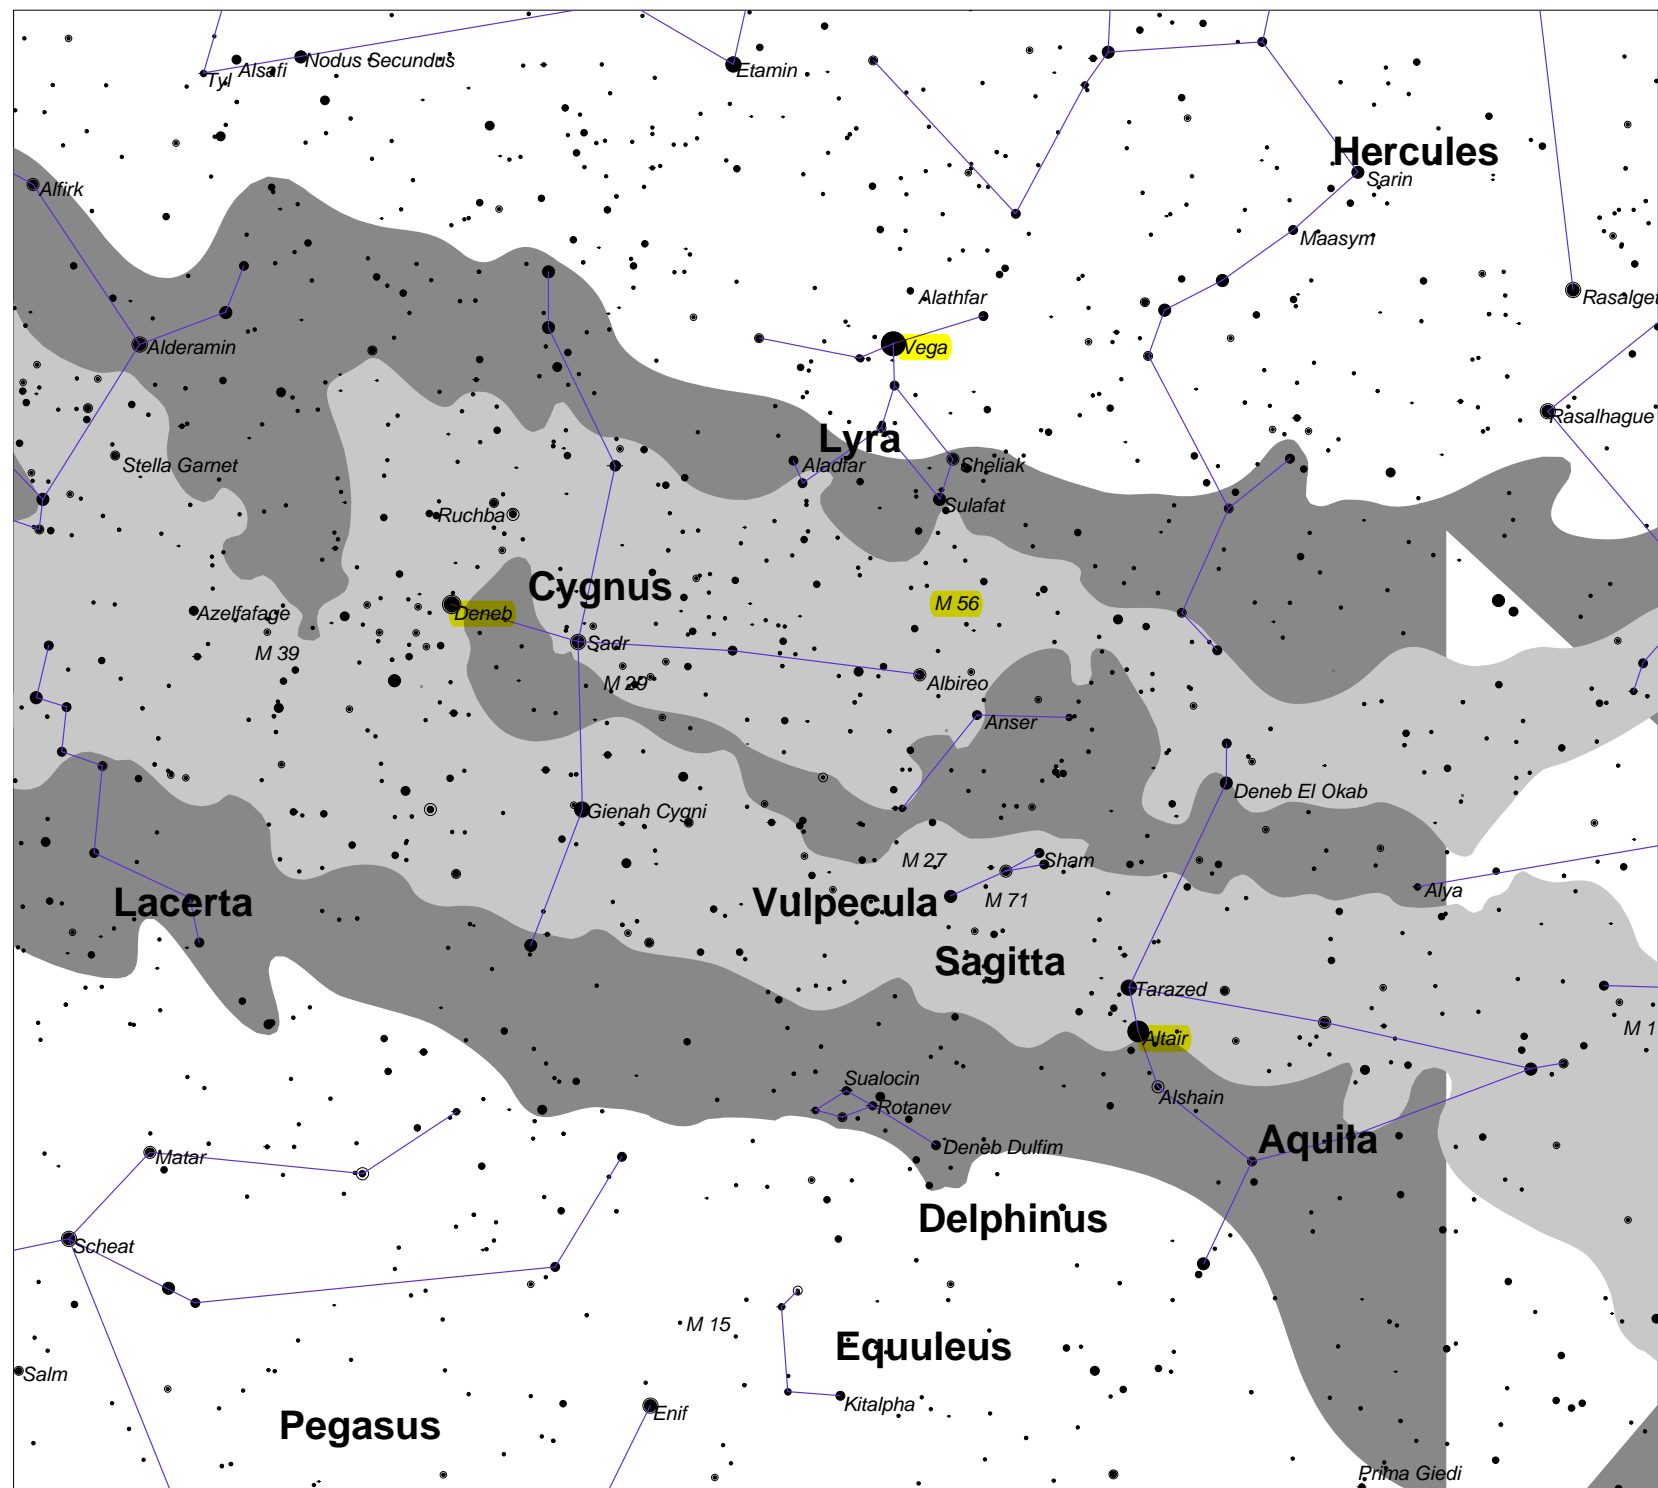 Nodus Secundus
Alsafi
Tyl
Etamin
Hercules
Sarin
Alfirk
Maasym
Alathfar
Rasalget
Alderamin
Vega
Rasalhague
Lyra
Stella Garnet
Aladfar
Sheliak
Sulafat
Ruchba
Cygnus
M 56
Azelfafage
Deneb
Sadr
M 39
M 29
Albireo
Anser
Deneb El Okab
Gienah Cygni
M 27
Sham
Alya
Lacerta
Vulpecula
M 71
Sagitta
Tarazed
M 1
Altair
Sualocin
Rotanev
Alshain
Deneb Dulfim
Aquila
Matar
Delphinus
Scheat
M 15
Equuleus
Salm
Kitalpha
Enif
Pegasus
Prima Giedi